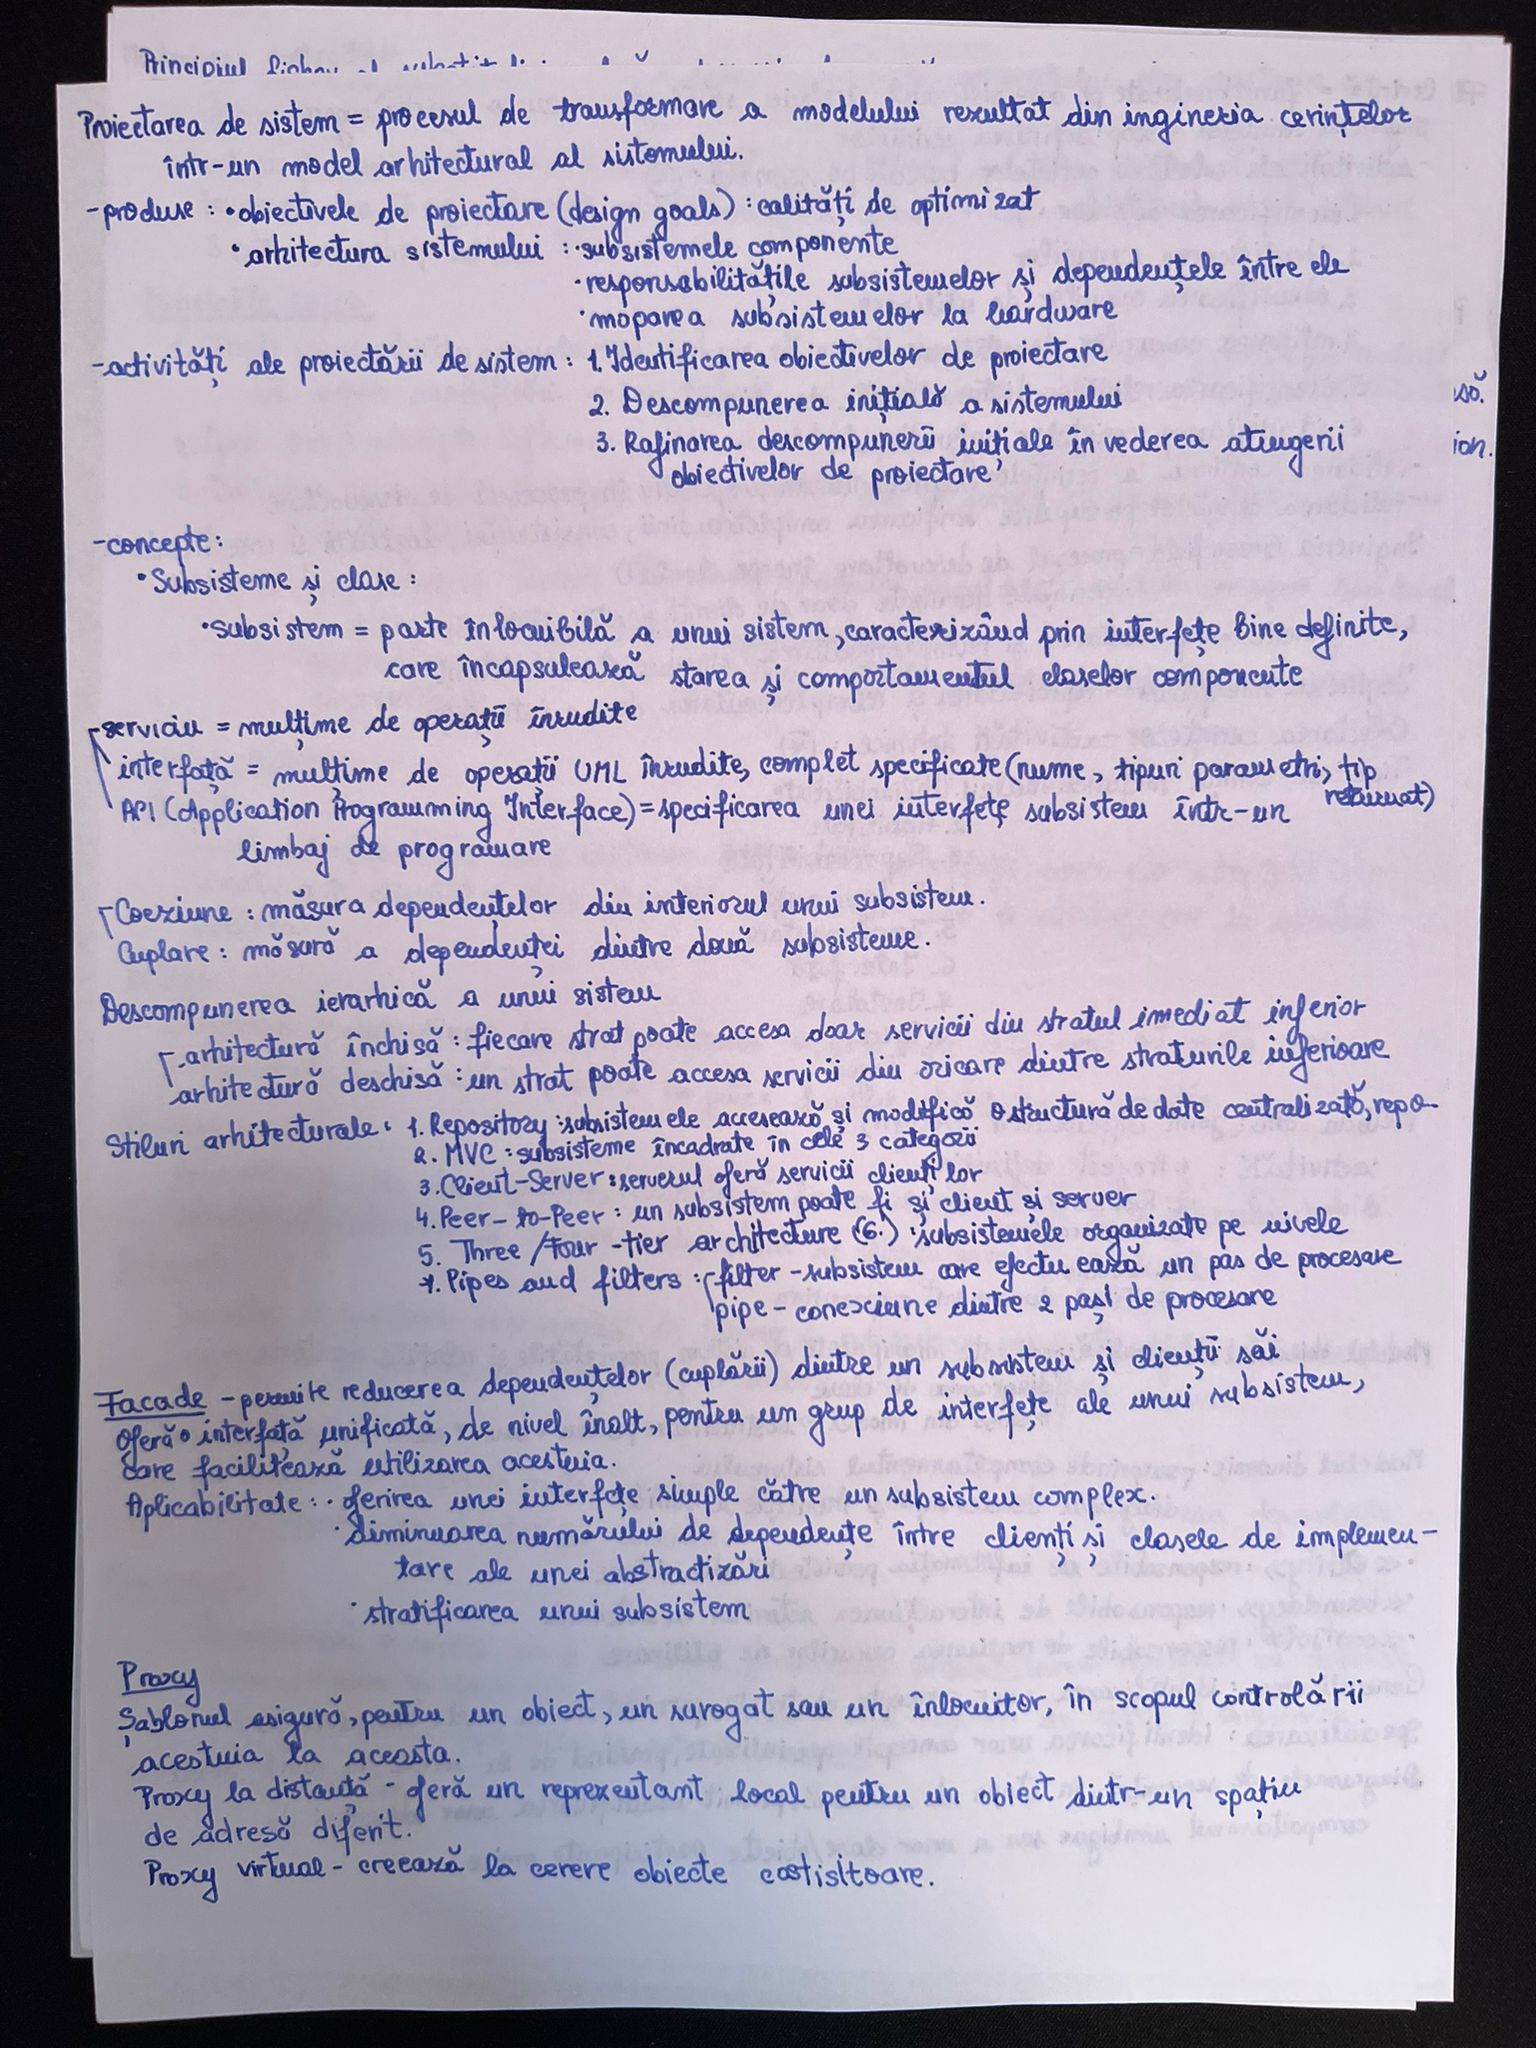 Principiul
Proiectarea de sistem = procesul de transformare a modelului rezultat din ingineria cerințelor
într-un model arhitectural al sistemului.
-produse : • obiectivele de proiectare (design goals) : calități de optimizat
• arhitectura sistemului : · subsistemele componente
· responsabilitățile subsistemelor și dependențele între ele
· maparea subsistemelor la hardware
-activități ale proiectării de sistem : 1. Identificarea obiectivelor de proiectare
2. Descompunerea inițială a sistemului
să.
3. Rafinarea descompunerii inițiale în vederea atingerii
ion.
obiectivelor de proiectare
-concepte:
• Subsisteme și clase :
• subsistem = parte înlocuibilă a unui sistem, caracterizând prin interfețe bine definite,
care încapsulează starea și comportamentul claselor componente
serviciu = mulțime de operații înrudite
interfață = mulțime de operații UML înrudite, complet specificate (nume, tipuri parametri, tip
returnat)
API (Application Programming Interface) = specificarea unei interfețe subsistem într-un
limbaj de programare
Coeziune : măsura dependențelor din interiorul unui subsistem.
Cuplare : măsură a dependenței dintre două subsisteme.
Descompunerea ierarhică a unui sistem
-arhitectură închisă : fiecare strat poate accesa doar servicii din stratul imediat inferior
arhitectură deschisă : un strat poate accesa servicii din oricare dintre straturile inferioare
Stiluri arhitecturale : 1. Repository : subsistemele accesează și modifică o structură de date centralizată, repo-
2. MVC : subsisteme încadrate în cele 3 categorii
3. Client-Server : serverul oferă servicii clienților
4. Peer-to-Peer : un subsistem poate fi și client și server
5. Three/Four-tier architecture (6.) : subsistemele organizate pe nivele
7. Pipes and filters : filter - subsistem care efectuează un pas de procesare
pipe - conexiune dintre 2 pași de procesare
Facade - permite reducerea dependențelor (cuplării) dintre un subsistem și clienții săi
Oferă o interfață unificată, de nivel înalt, pentru un grup de interfețe ale unui subsistem,
care facilitează utilizarea acestuia.
Aplicabilitate : · oferirea unei interfețe simple către un subsistem complex.
· diminuarea numărului de dependențe între clienți și clasele de implemen-
tare ale unei abstractizări
· stratificarea unui subsistem
Proxy
Șablonul asigură, pentru un obiect, un surogat sau un înlocuitor, în scopul controlării
acestuia la aceasta.
Proxy la distanță - oferă un reprezentant local pentru un obiect dintr-un spațiu
de adresă diferit.
Proxy virtual - creează la cerere obiecte costisitoare.